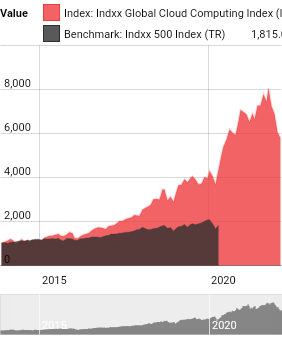 Value
Index: Indxx Global Cloud Computing Index (
Benchmark: Indxx 500 Index (TR) 1,815.
8,000
6,000
4,000
2,000
0
2015 2020
2015 2020